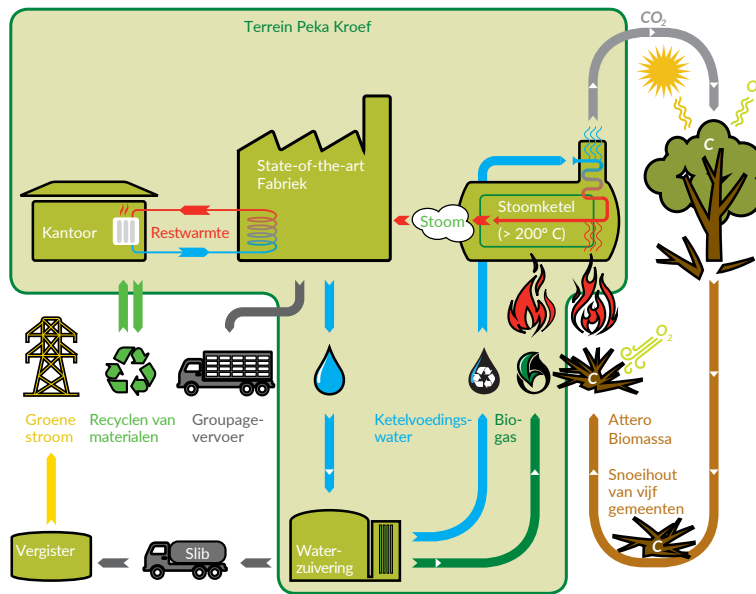 Terrein Peka Kroef
CO2
O
C
State-of-the-art
Fabriek
Kantoor
Restwarmte
Stoom
Stoomketel
(> 200° C)
O2
C
Groene
stroom
Recyclen van
materialen
Groupage-
vervoer
Ketelvoedings-
water
Bio-
gas
Attero
Biomassa
Snoeihout
van vijf
gemeenten
C
Vergister
Slib
Water-
zuivering